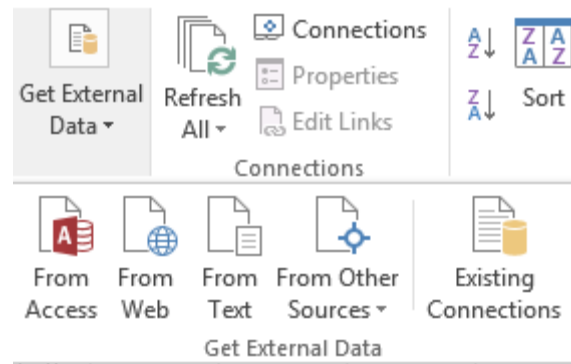 Get External
Data
Refresh
All
Connections
Properties
Edit Links
Connections
A
Z
Z
A
Z A
A Z
Sort
A
From
Access
From
Web
From
Text
From Other
Sources
Existing
Connections
Get External Data